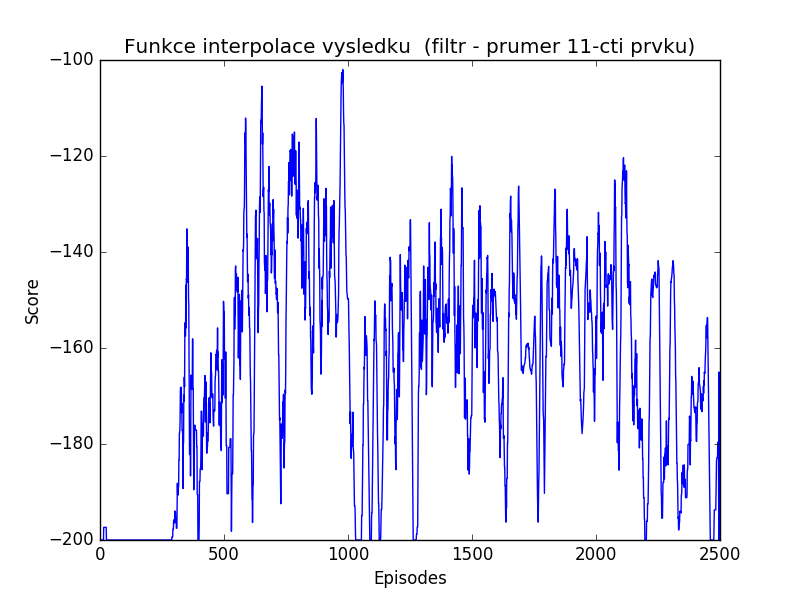 Funkce interpolace vysledku  (filtr - prumer 11-cti prvku)
−100
−120
−140
−160
−180
−200
Score
0 500 1000 1500 2000 2500
Episodes